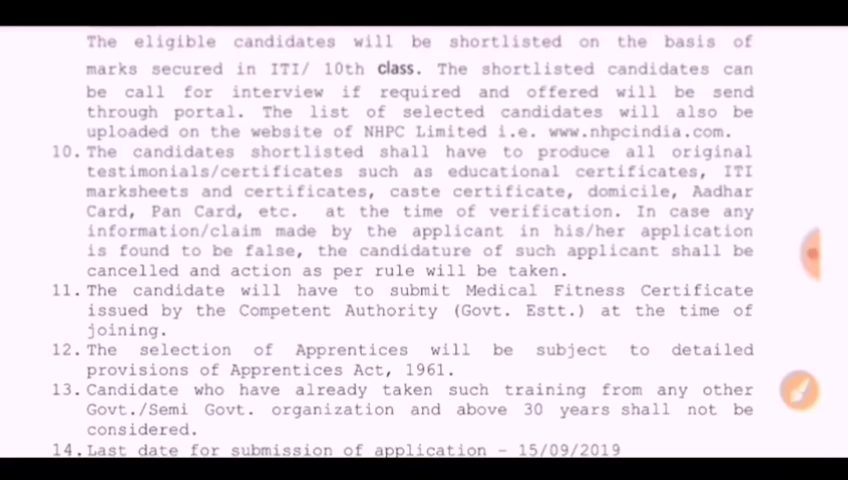 The eligible candidates will be shortlisted on the basis of
marks secured in ITI/ 10th class. The shortlisted candidates can
be call for interview if required and offered will be send
through portal. The list of selected candidates will also be
uploaded on the website of NHPC Limited i.e. www.nhpcindia.com.
10. The candidates shortlisted shall have to produce all original
testimonials/certificates such as educational certificates, ITI
marksheets and certificates, caste certificate, domicile, Aadhar
Card, Pan Card, etc. at the time of verification. In case any
information/claim made by the applicant in his/her application
is found to be false, the candidature of such applicant shall be
cancelled and action as per rule will be taken.
11. The candidate will have to submit Medical Fitness Certificate
issued by the Competent Authority (Govt. Estt.) at the time of
joining.
12. The selection of Apprentices will be subject to detailed
provisions of Apprentices Act, 1961.
13. Candidate who have already taken such training from any other
Govt./Semi Govt. organization and above 30 years shall not be
considered.
14. Last date for submission of application - 15/09/2019